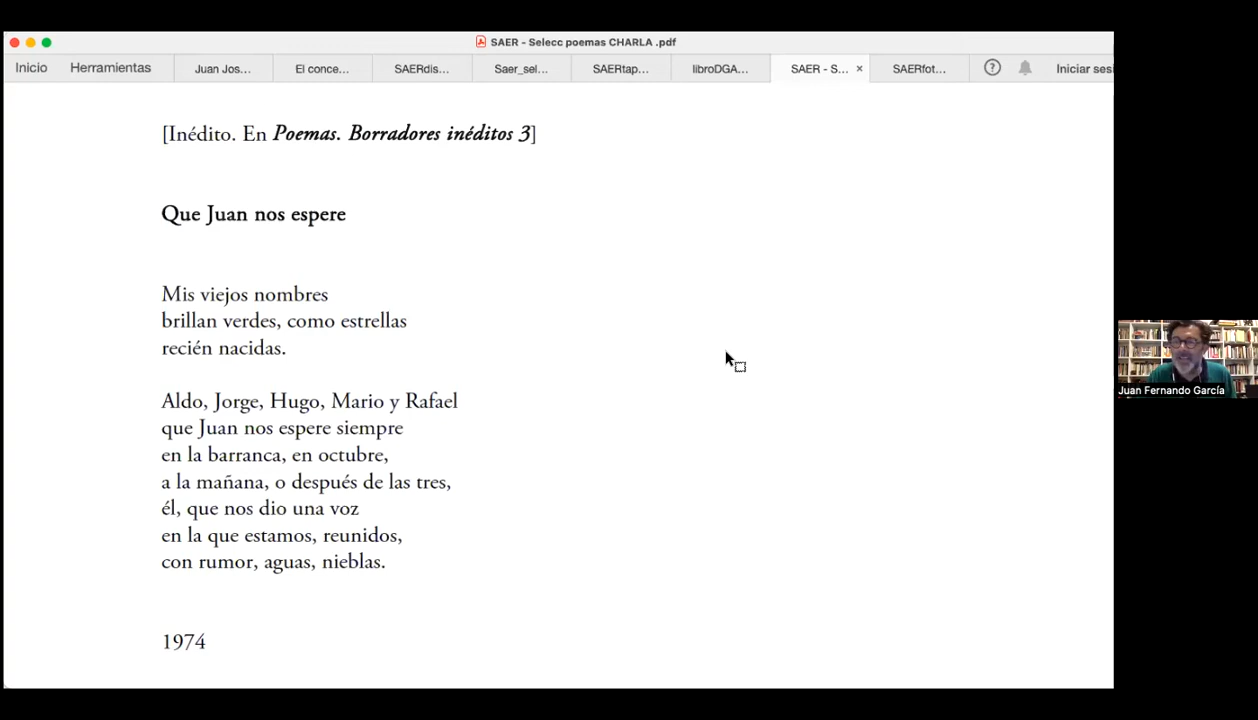 SAER - Selecc poemas CHARLA .pdf
Inicio
Herramientas
Juan Jos...
El conce...
SAERdis...
Saer_sel...
SAERtap...
libroDGA...
SAER - S... ×
SAERfot...
?
Iniciar sesi
[Inédito. En Poemas. Borradores inéditos 3]
Que Juan nos espere
Mis viejos nombres
brillan verdes, como estrellas
recién nacidas.
Aldo, Jorge, Hugo, Mario y Rafael
que Juan nos espere siempre
en la barranca, en octubre,
a la mañana, o después de las tres,
él, que nos dio una voz
en la que estamos, reunidos,
con rumor, aguas, nieblas.
1974
Juan Fernando García